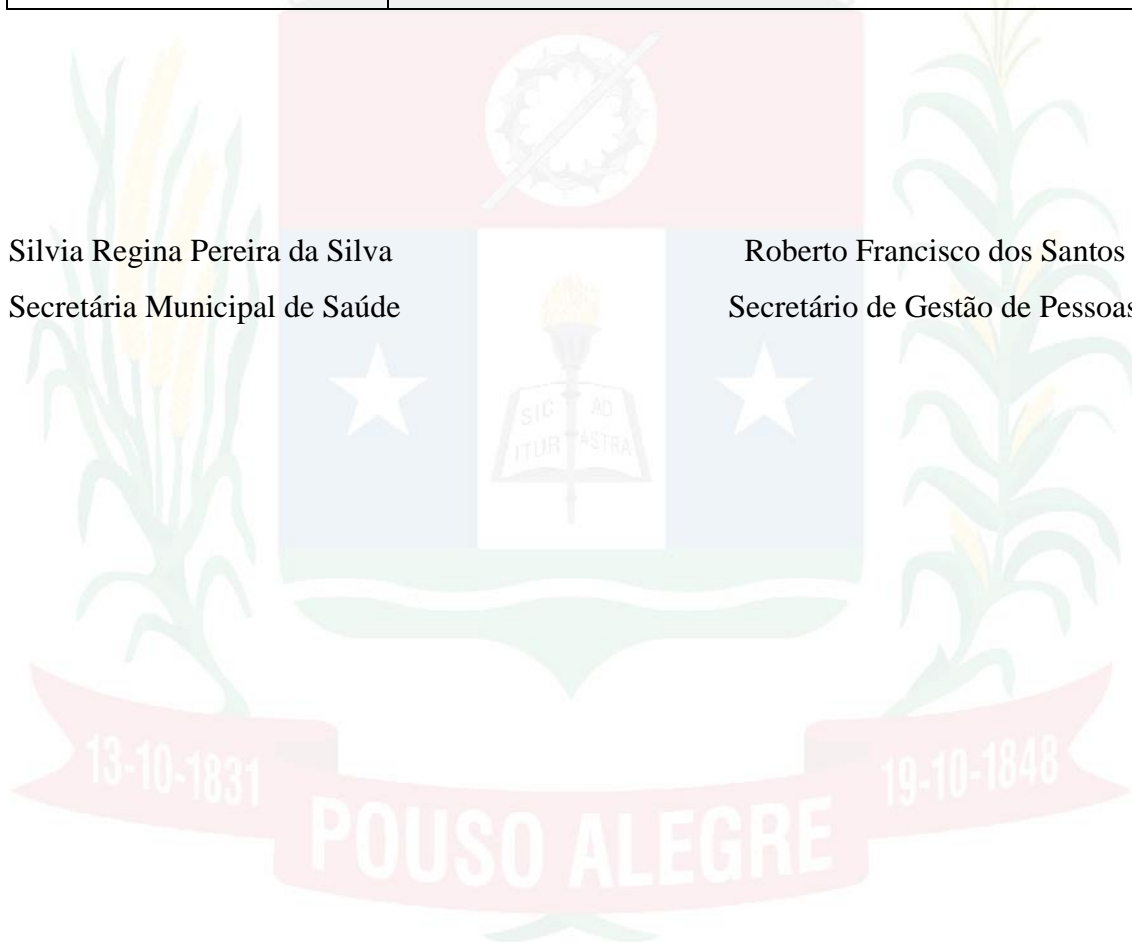 Silvia Regina Pereira da Silva
Secretária Municipal de Saúde
Roberto Francisco dos Santos
Secretário de Gestão de Pessoas
SIC AD
ITUR ASTRA
13-10-1831
19-10-1848
POUSO ALEGRE